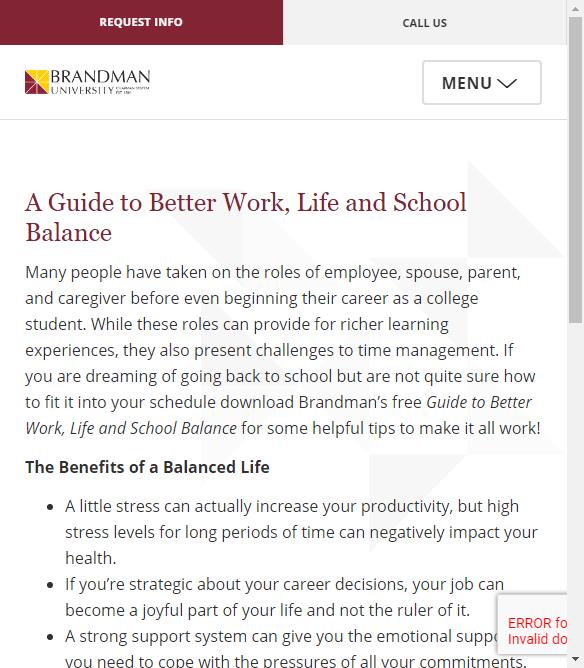 REQUEST INFO
CALL US
BRANDMAN
UNIVERSITY
MENU
A Guide to Better Work, Life and School
Balance
Many people have taken on the roles of employee, spouse, parent,
and caregiver before even beginning their career as a college
student. While these roles can provide for richer learning
experiences, they also present challenges to time management. If
you are dreaming of going back to school but are not quite sure how
to fit it into your schedule download Brandman’s free Guide to Better
Work, Life and School Balance for some helpful tips to make it all work!
The Benefits of a Balanced Life
A little stress can actually increase your productivity, but high
stress levels for long periods of time can negatively impact your
health.
If you’re strategic about your career decisions, your job can
become a joyful part of your life and not the ruler of it.
A strong support system can give you the emotional suppo
you need to cope with the pressures of all your commitments.
ERROR fo
Invalid do